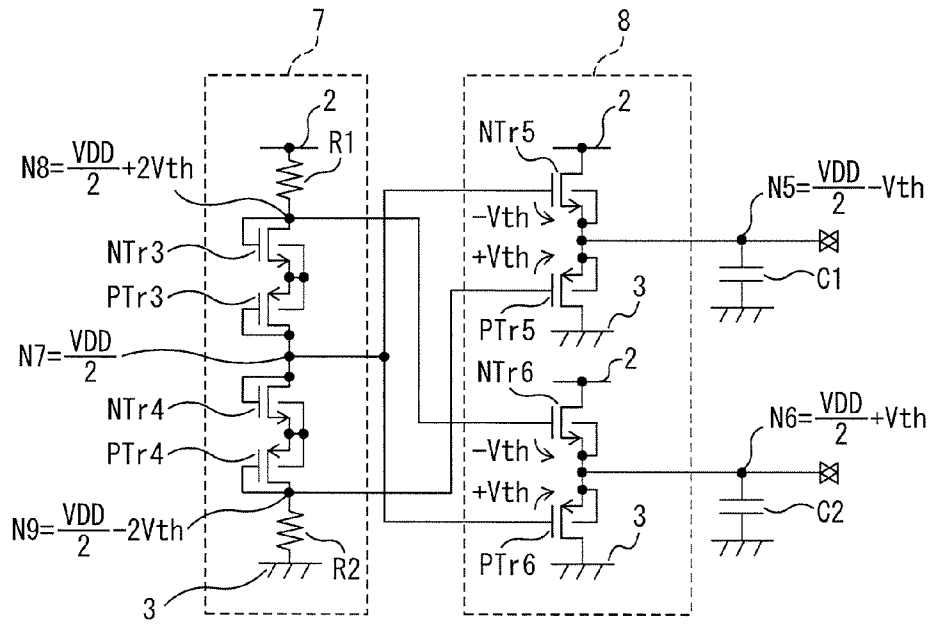 7
8
2
R1
N8=VDD/2+2Vth
NTr3
PTr3
N7=VDD/2
NTr4
PTr4
N9=VDD/2-2Vth
R2
3
2
NTr5
-Vth
+Vth
PTr5
3
N5=VDD/2-Vth
C1
NTr6
2
-Vth
+Vth
PTr6
3
N6=VDD/2+Vth
C2